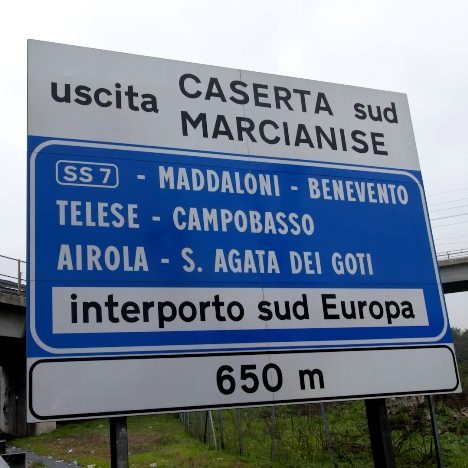 uscita CASERTA sud
MARCIANISE
SS 7 - MADDALONI - BENEVENTO
TELESE - CAMPOBASSO
AIROLA - S. AGATA DEI GOTI
interporto sud Europa
650 m